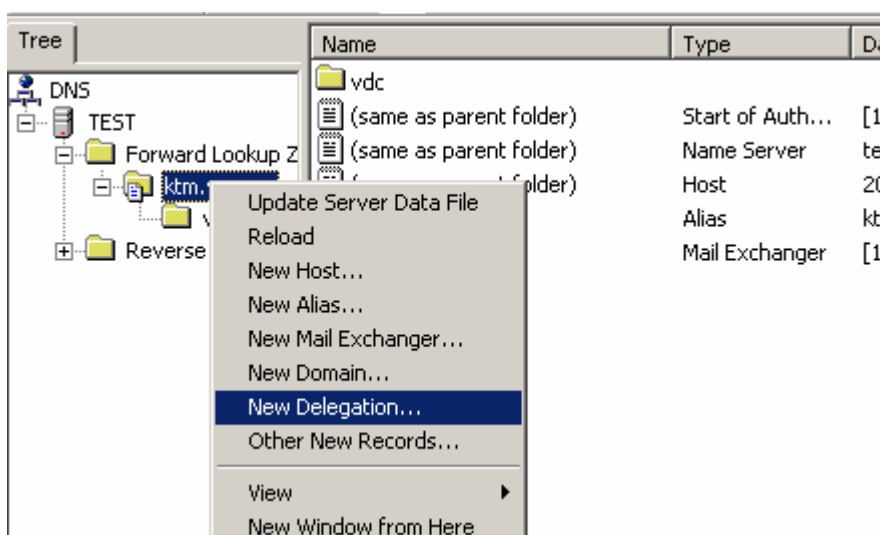 Tree
Name Type
DNS
vdc
TEST
(same as parent folder) Start of Auth... [1
Forward Lookup Z
(same as parent folder) Name Server te
ktm.
folder) Host 20
Alias kt
Reverse
Mail Exchanger [1
Update Server Data File
Reload
New Host...
New Alias...
New Mail Exchanger...
New Domain...
New Delegation...
Other New Records...
View
New Window from Here